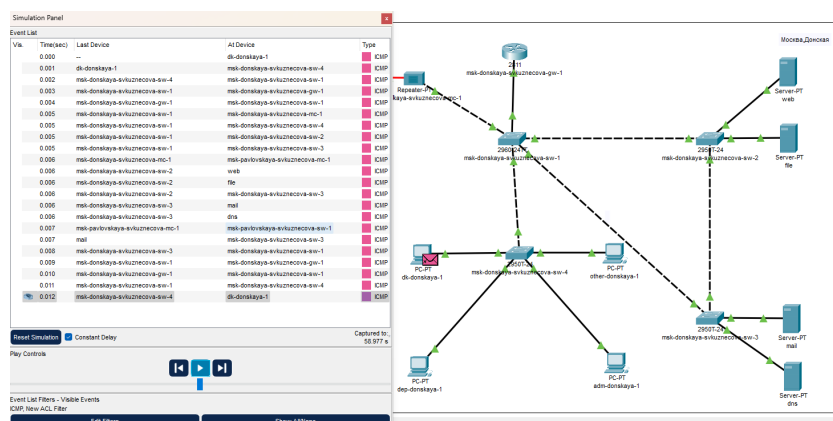 Simulation Panel
x
Event List
Vis. Time(sec) Last Device At Device Type
0.000 -- dk-donskaya-1 ICMP
0.001 dk-donskaya-1 msk-donskaya-svkuznecova-sw-4 ICMP
0.002 msk-donskaya-svkuznecova-sw-4 msk-donskaya-svkuznecova-sw-1 ICMP
0.003 msk-donskaya-svkuznecova-sw-1 msk-donskaya-svkuznecova-gw-1 ICMP
0.004 msk-donskaya-svkuznecova-gw-1 msk-donskaya-svkuznecova-sw-1 ICMP
0.005 msk-donskaya-svkuznecova-sw-1 msk-donskaya-svkuznecova-mc-1 ICMP
0.005 msk-donskaya-svkuznecova-sw-1 msk-donskaya-svkuznecova-sw-4 ICMP
0.005 msk-donskaya-svkuznecova-sw-1 msk-donskaya-svkuznecova-sw-2 ICMP
0.005 msk-donskaya-svkuznecova-sw-1 msk-donskaya-svkuznecova-sw-3 ICMP
0.006 msk-donskaya-svkuznecova-mc-1 msk-pavlovskaya-svkuznecova-mc-1 ICMP
0.006 msk-donskaya-svkuznecova-sw-2 web ICMP
0.006 msk-donskaya-svkuznecova-sw-2 file ICMP
0.006 msk-donskaya-svkuznecova-sw-2 msk-donskaya-svkuznecova-sw-3 ICMP
0.006 msk-donskaya-svkuznecova-sw-3 mail ICMP
0.006 msk-donskaya-svkuznecova-sw-3 dns ICMP
0.007 msk-pavlovskaya-svkuznecova-mc-1 msk-pavlovskaya-svkuznecova-sw-1 ICMP
0.007 mail msk-donskaya-svkuznecova-sw-3 ICMP
0.008 msk-donskaya-svkuznecova-sw-3 msk-donskaya-svkuznecova-sw-1 ICMP
0.009 msk-donskaya-svkuznecova-sw-1 msk-donskaya-svkuznecova-gw-1 ICMP
0.010 msk-donskaya-svkuznecova-gw-1 msk-donskaya-svkuznecova-sw-1 ICMP
0.011 msk-donskaya-svkuznecova-sw-1 msk-donskaya-svkuznecova-sw-4 ICMP
0.012 msk-donskaya-svkuznecova-sw-4 dk-donskaya-1 ICMP
Reset Simulation Constant Delay Captured to:
58.977 s
Play Controls
Event List Filters - Visible Events
ICMP, New ACL Filter
Москва,Донская
2811
msk-donskaya-svkuznecova-gw-1
Repeater-PT
kaya-svkuznecova-mc-1
Server-PT
web
msk-donskaya-svkuznecova-sw-1
2950T-24
msk-donskaya-svkuznecova-sw-2
Server-PT
file
PC-PT
dk-donskaya-1
2950T-24
msk-donskaya-svkuznecova-sw-4
PC-PT
other-donskaya-1
2950T-24
msk-donskaya-svkuznecova-sw-3
Server-PT
mail
PC-PT
dep-donskaya-1
PC-PT
adm-donskaya-1
Server-PT
dns